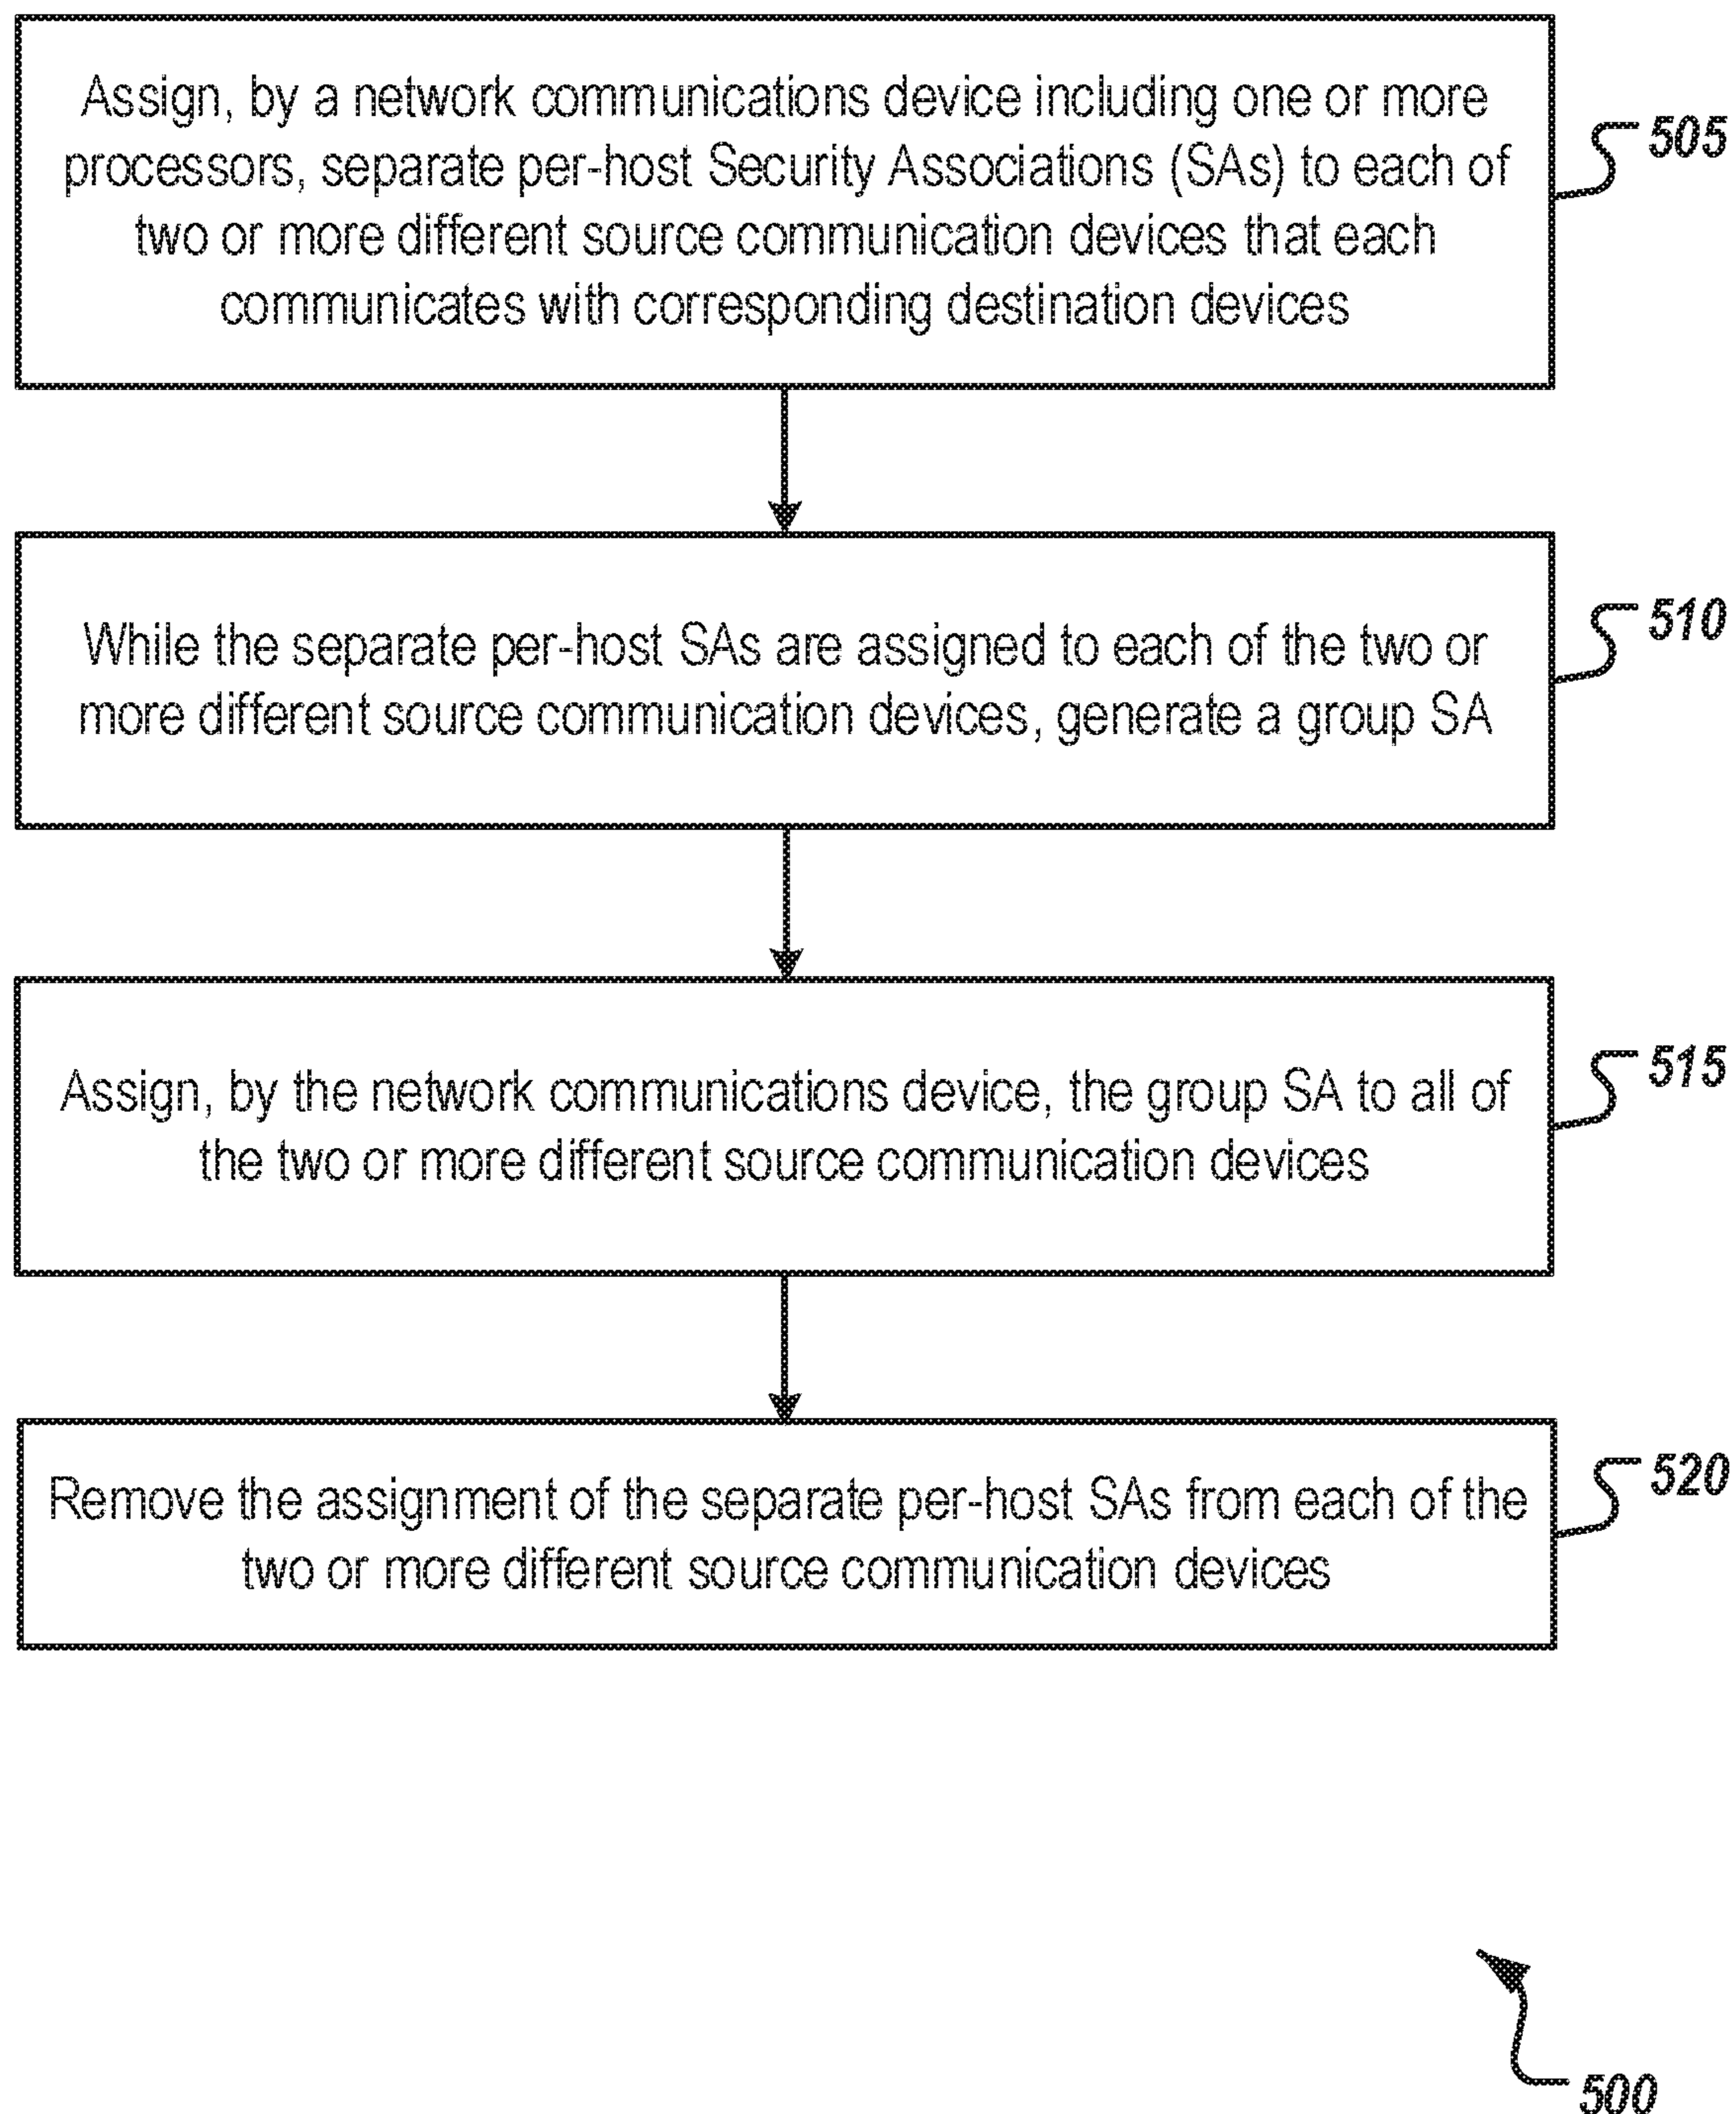 Assign, by a network communications device including one or more
processors, separate per-host Security Associations (SAs) to each of
two or more different source communication devices that each
communicates with corresponding destination devices
505
While the separate per-host SAs are assigned to each of the two or
more different source communication devices, generate a group SA
510
Assign, by the network communications device, the group SA to all of
the two or more different source communication devices
515
Remove the assignment of the separate per-host SAs from each of the
two or more different source communication devices
520
500